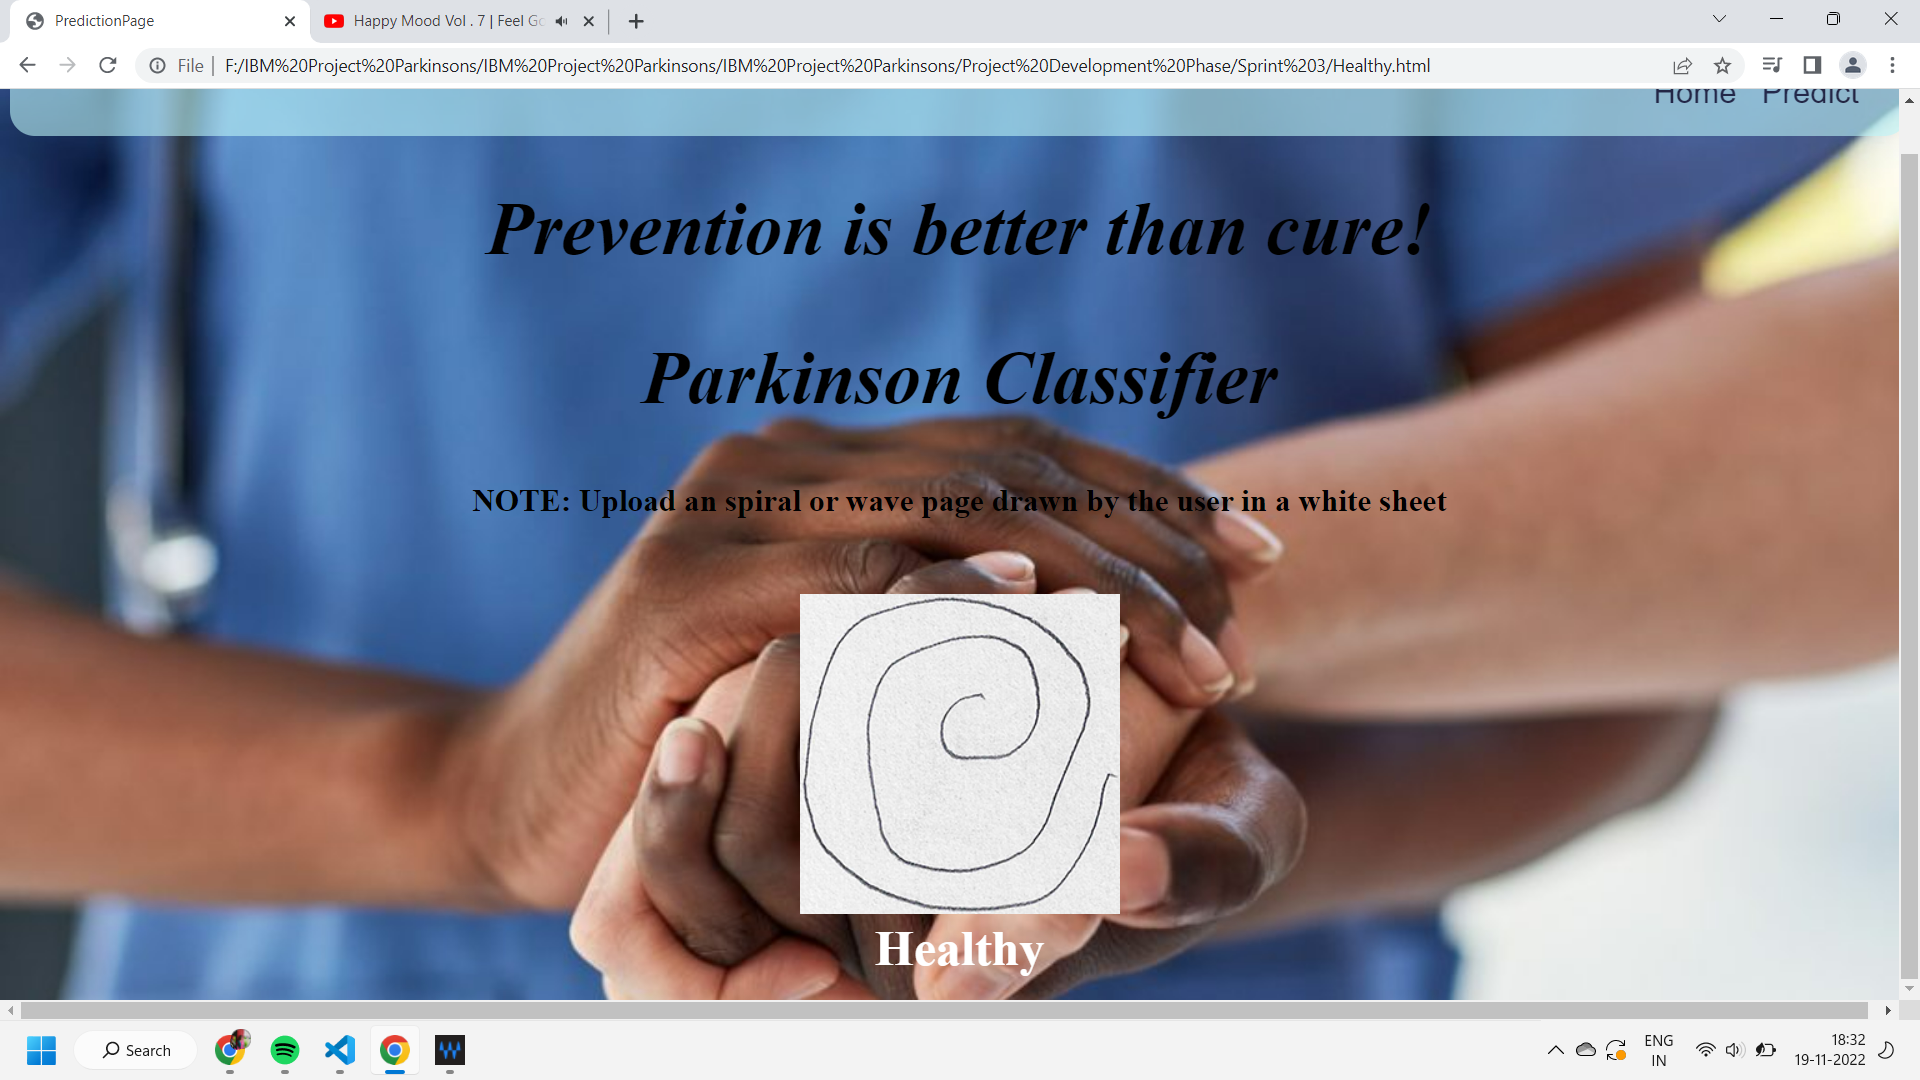 PredictionPage
Happy Mood Vol . 7 | Feel Go
File
F:/IBM%20Project%20Parkinsons/IBM%20Project%20Parkinsons/IBM%20Project%20Parkinsons/Project%20Development%20Phase/Sprint%203/Healthy.html
Home Predict
Prevention is better than cure!
Parkinson Classifier
NOTE: Upload an spiral or wave page drawn by the user in a white sheet
Healthy
Search
ENG
IN
18:32
19-11-2022